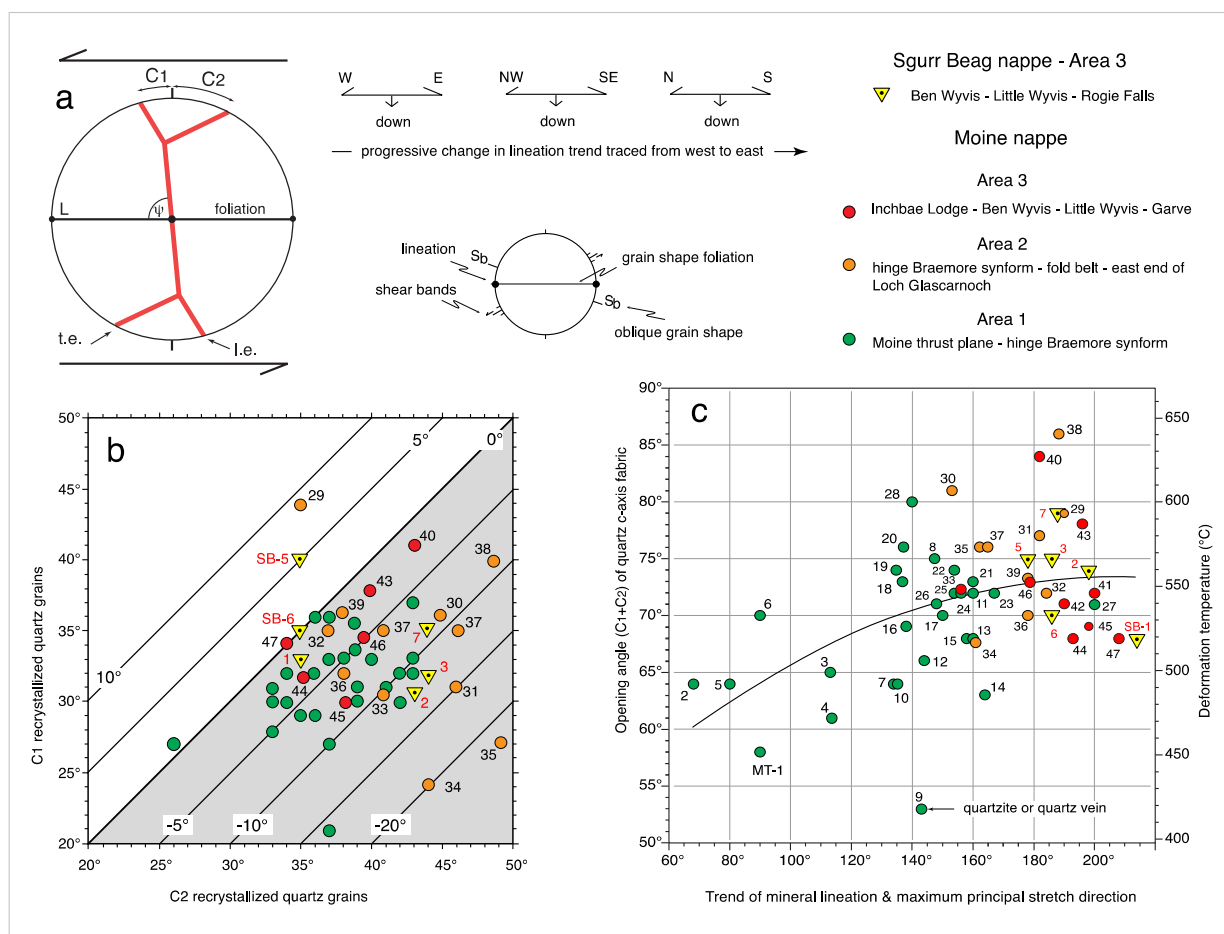 a
C1
C2
L
ψ
foliation
t.e.
l.e.
W
E
down
NW
SE
down
N
S
down
progressive change in lineation trend traced from west to east
lineation
Sb
grain shape foliation
shear bands
Sb
oblique grain shape
Sgurr Beag nappe - Area 3
Ben Wyvis - Little Wyvis - Rogie Falls
Moine nappe
Area 3
Inchbae Lodge - Ben Wyvis - Little Wyvis - Garve
Area 2
hinge Braemore synform - fold belt - east end of
Loch Glascarnoch
Area 1
Moine thrust plane - hinge Braemore synform
b
50°
45°
40°
35°
30°
25°
20°
C1 recrystallized quartz grains
20°
25°
30°
35°
40°
45°
50°
C2 recrystallized quartz grains
5°
0°
10°
-5°
-10°
-20°
29
SB-5
40
38
43
39
30
SB-6
32
37
37
47
46
7
1
3
44
36
31
45
33
2
35
34
c
90°
85°
80°
75°
70°
65°
60°
55°
50°
Opening angle (C1+C2) of quartz c-axis fabric
650
600
550
500
450
400
Deformation temperature (°C)
60°
80°
100°
120°
140°
160°
180°
200°
Trend of mineral lineation & maximum principal stretch direction
38
40
30
28
7
29
43
31
20
8
35
37
5
3
19
22
2
18
33
21
39
25
46
32
41
26
24
11
23
42
27
6
17
36
6
45
SB-1
16
15
13
44
47
34
12
3
2
5
7
10
14
4
MT-1
9
quartzite or quartz vein